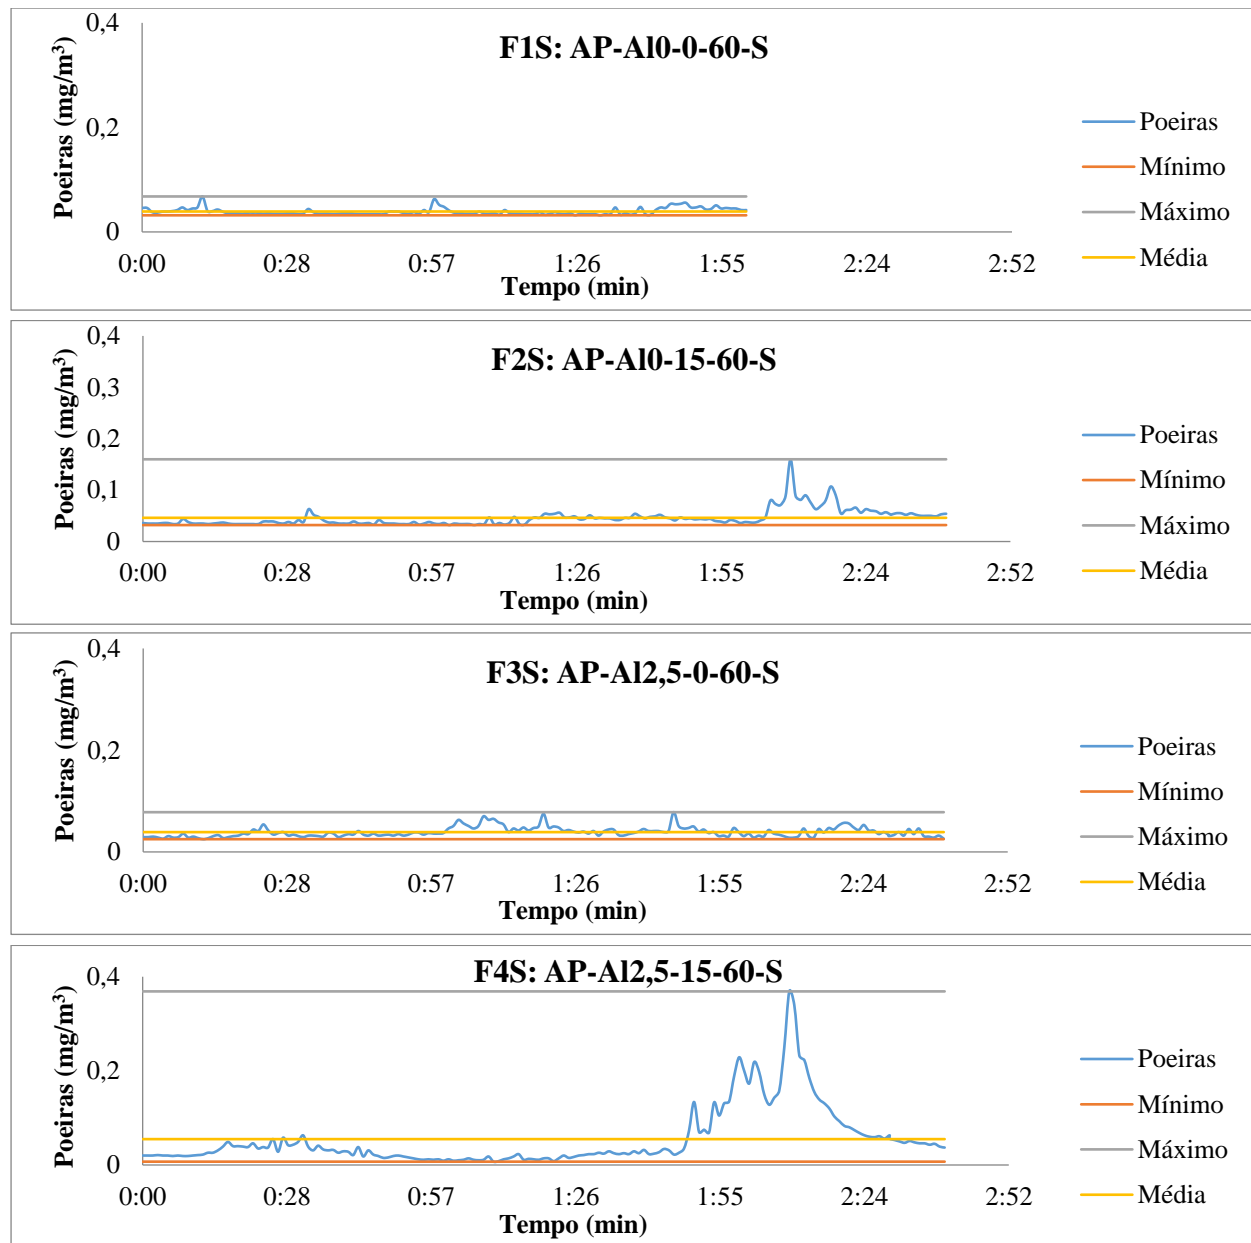 F1S: AP-Al0-0-60-S
Poeiras (mg/m³)
0,4
0,2
0
0:00 0:28 0:57 1:26 1:55 2:24 2:52
Tempo (min)
Poeiras
Mínimo
Máximo
Média
F2S: AP-Al0-15-60-S
Poeiras (mg/m³)
0,4
0,3
0,2
0,1
0
0:00 0:28 0:57 1:26 1:55 2:24 2:52
Tempo (min)
Poeiras
Mínimo
Máximo
Média
F3S: AP-Al2,5-0-60-S
Poeiras (mg/m³)
0,4
0,2
0
0:00 0:28 0:57 1:26 1:55 2:24 2:52
Tempo (min)
Poeiras
Mínimo
Máximo
Média
F4S: AP-Al2,5-15-60-S
Poeiras (mg/m³)
0,4
0,2
0
0:00 0:28 0:57 1:26 1:55 2:24 2:52
Tempo (min)
Poeiras
Mínimo
Máximo
Média